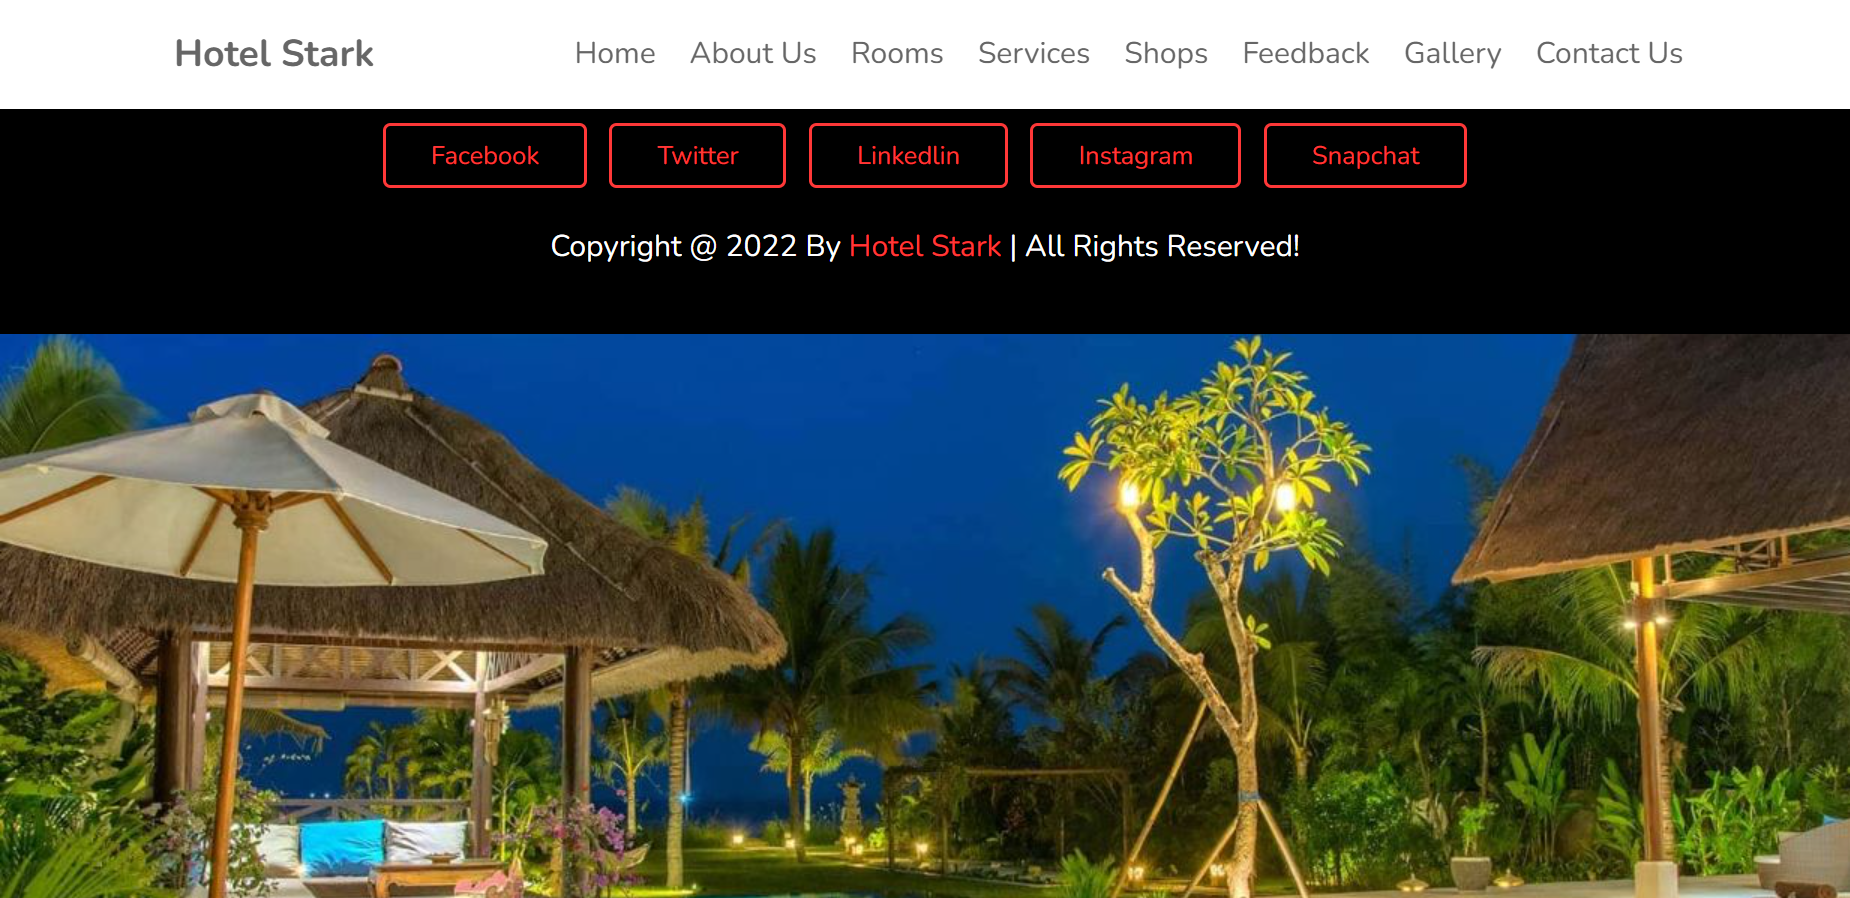 Hotel Stark Home About Us Rooms Services Shops Feedback Gallery Contact Us
Facebook Twitter Linkedlin Instagram Snapchat
Copyright @ 2022 By Hotel Stark | All Rights Reserved!